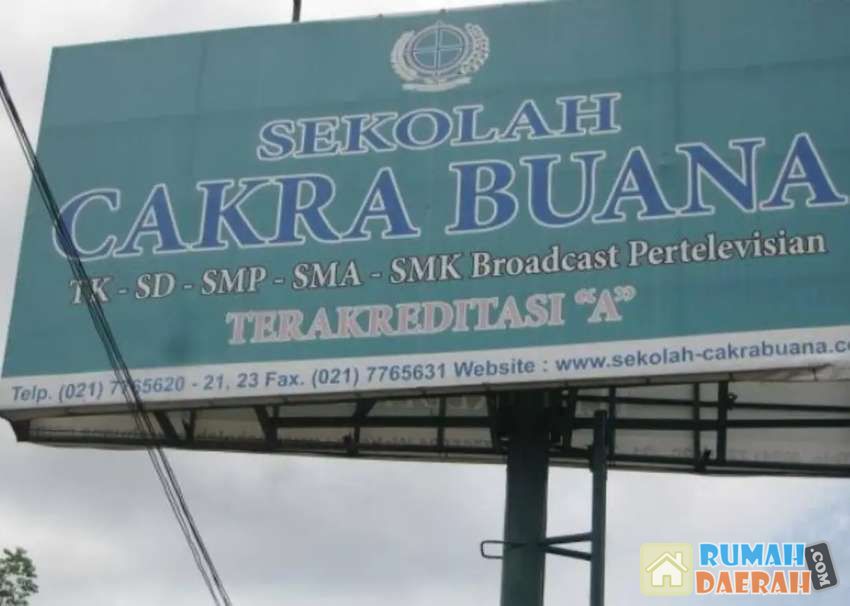 SEKOLAH
CAKRA BUANA
TK - SD - SMP - SMA - SMK Broadcast Pertelevisian
TERAKREDITASI "A"
Telp. (021) 7765620 - 21, 23 Fax. (021) 7765631 Website : www.sekolah-cakrabuana.co
RUMAH
DAERAH
.COM